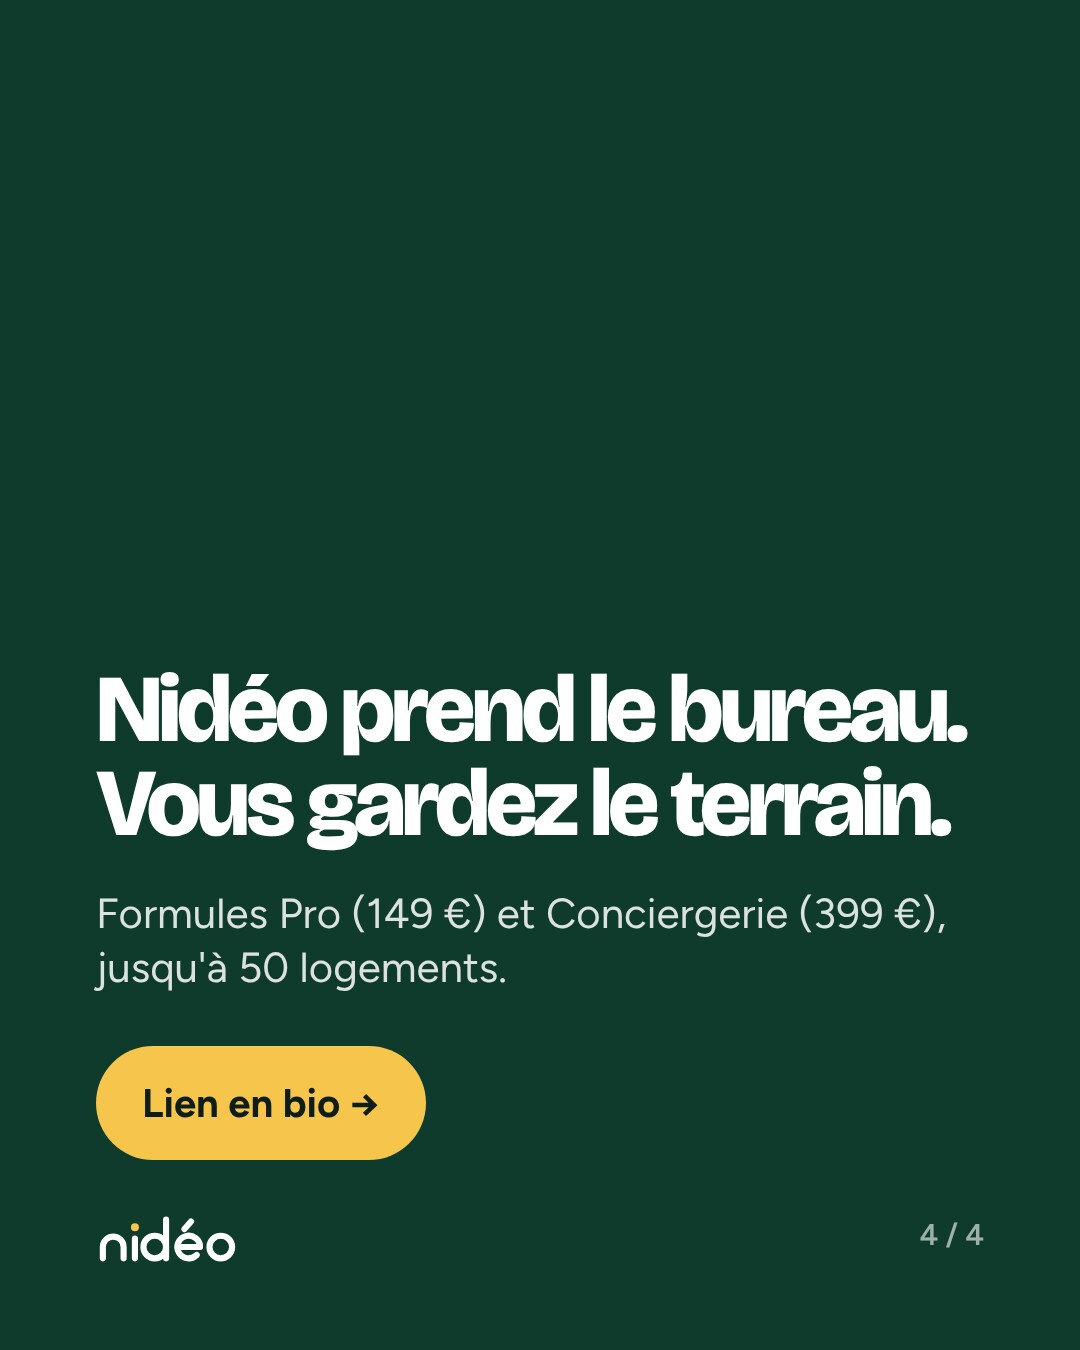 Nidéo prend le bureau.
Vous gardez le terrain.
Formules Pro (149 €) et Conciergerie (399 €),
jusqu'à 50 logements.
Lien en bio →
nidéo
4 / 4